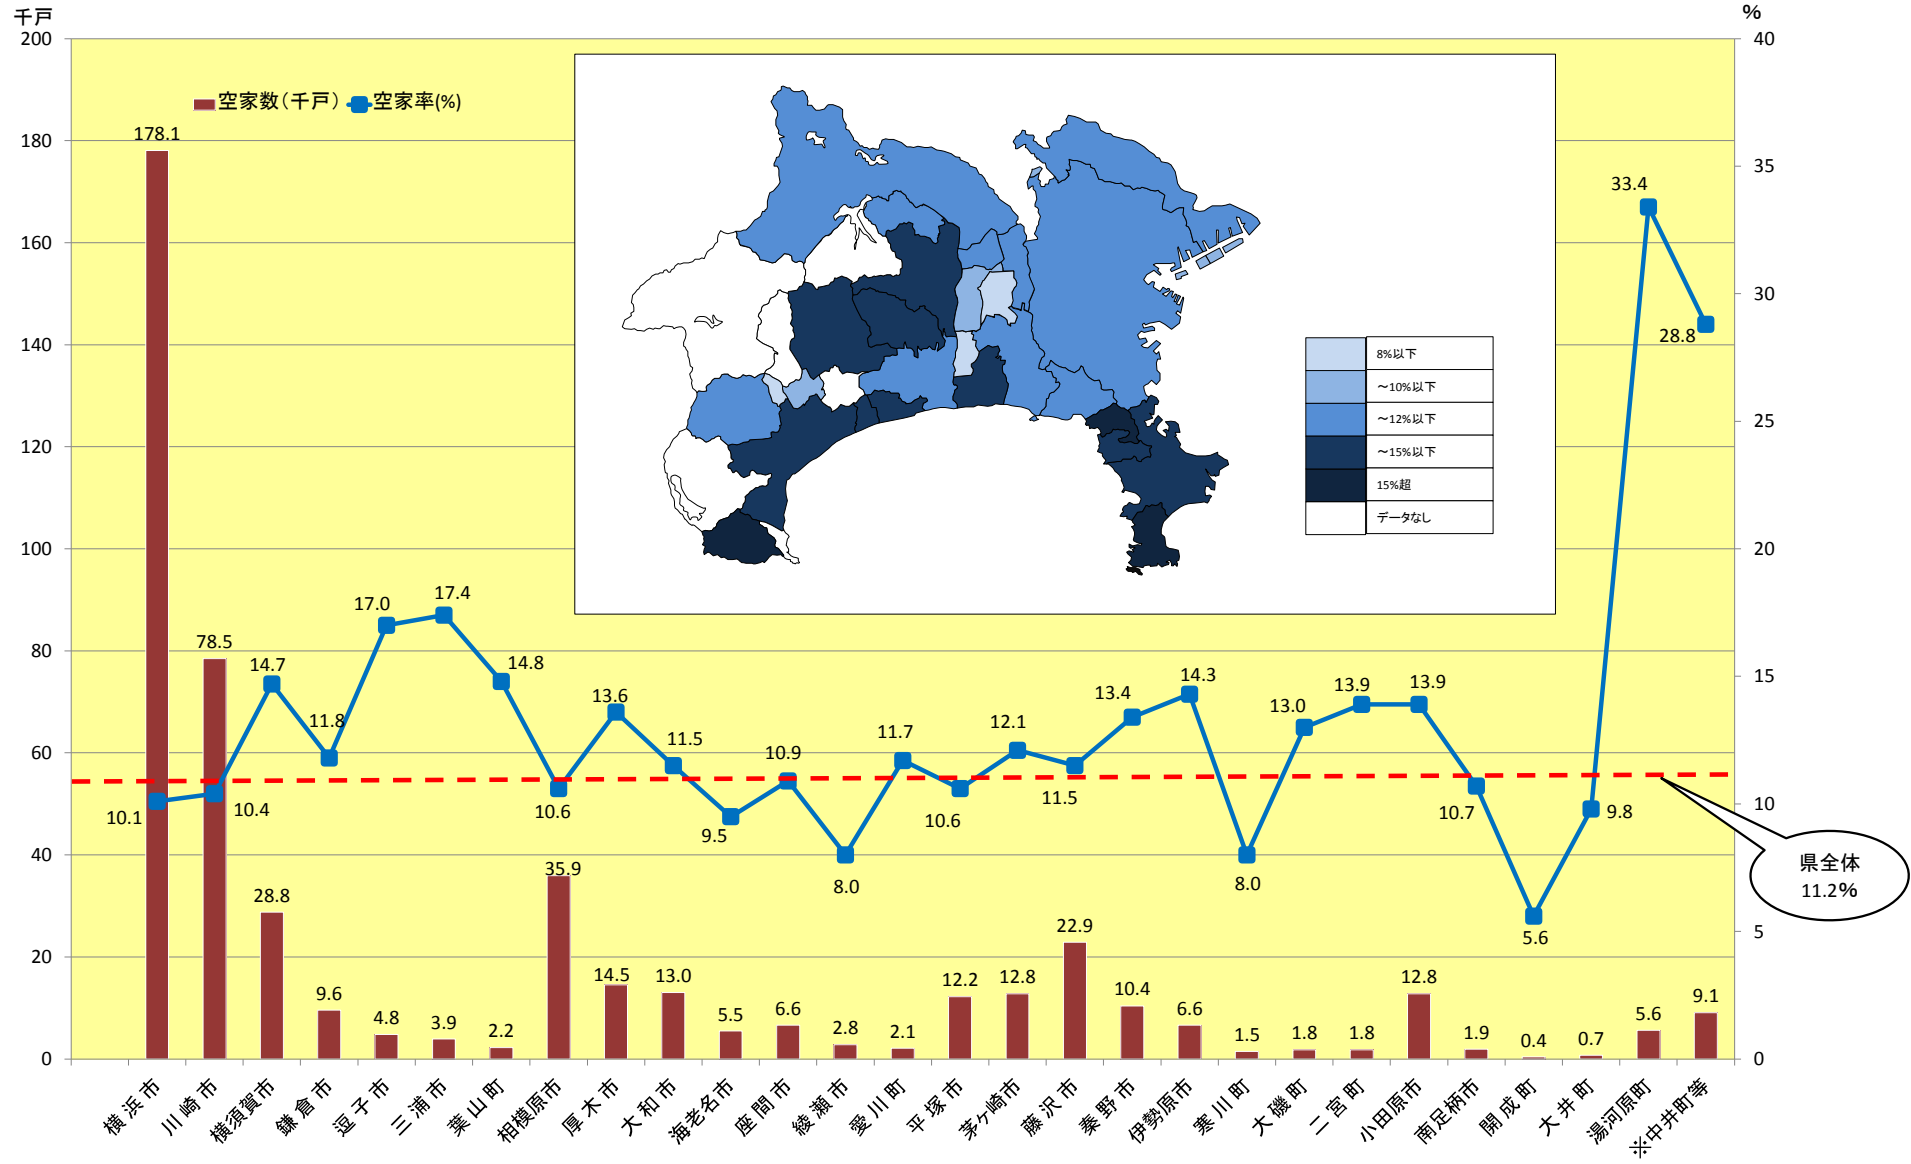 千戸
%
200
180
160
140
120
100
80
60
40
20
0
40
35
30
25
20
15
10
5
0
空家数（千戸）
空家率(%)
8%以下
～10%以下
～12%以下
～15%以下
15%超
データなし
178.1
78.5
28.8
9.6
4.8
3.9
2.2
35.9
14.5
13.0
5.5
6.6
2.8
2.1
12.2
12.8
22.9
10.4
6.6
1.5
1.8
1.8
12.8
1.9
0.4
0.7
5.6
9.1
10.1
10.4
14.7
11.8
17.0
17.4
14.8
10.6
13.6
11.5
9.5
10.9
8.0
11.7
10.6
12.1
11.5
13.4
14.3
8.0
13.0
13.9
13.9
10.7
5.6
9.8
33.4
28.8
県全体
11.2%
横浜市
川崎市
横須賀市
鎌倉市
逗子市
三浦市
葉山町
相模原市
厚木市
大和市
海老名市
座間市
綾瀬市
愛川町
平塚市
茅ケ崎市
藤沢市
秦野市
伊勢原市
寒川町
大磯町
二宮町
小田原市
南足柄市
開成町
大井町
湯河原町
※中井町等